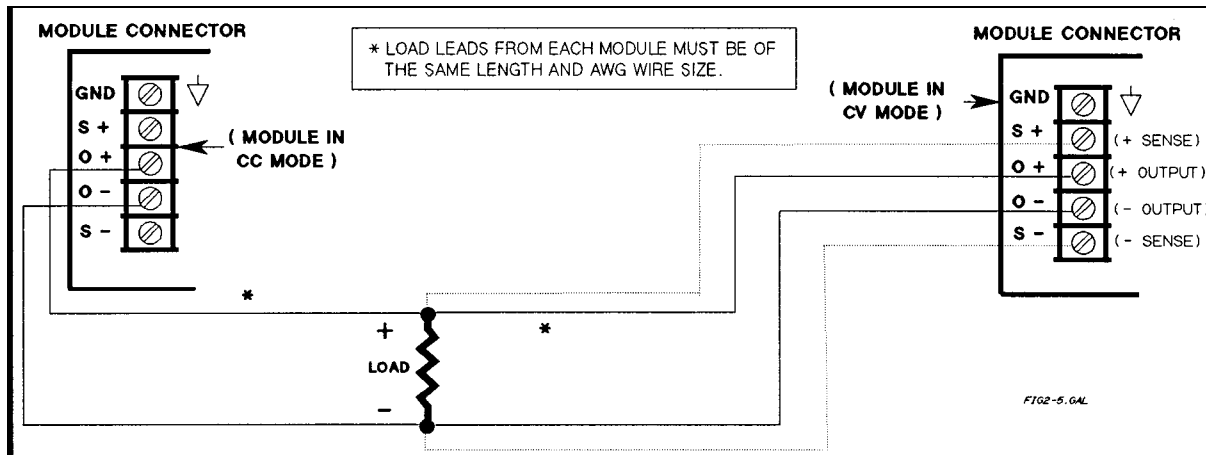 MODULE CONNECTOR
GND
S +
O +
O -
S -
( MODULE IN
CC MODE )
* LOAD LEADS FROM EACH MODULE MUST BE OF
THE SAME LENGTH AND AWG WIRE SIZE.
MODULE CONNECTOR
( MODULE IN
CV MODE )
GND
S +
(+ SENSE)
O +
(+ OUTPUT)
O -
(- OUTPUT)
S -
(- SENSE)
*
*
+
LOAD
-
FIG2-5.GAL